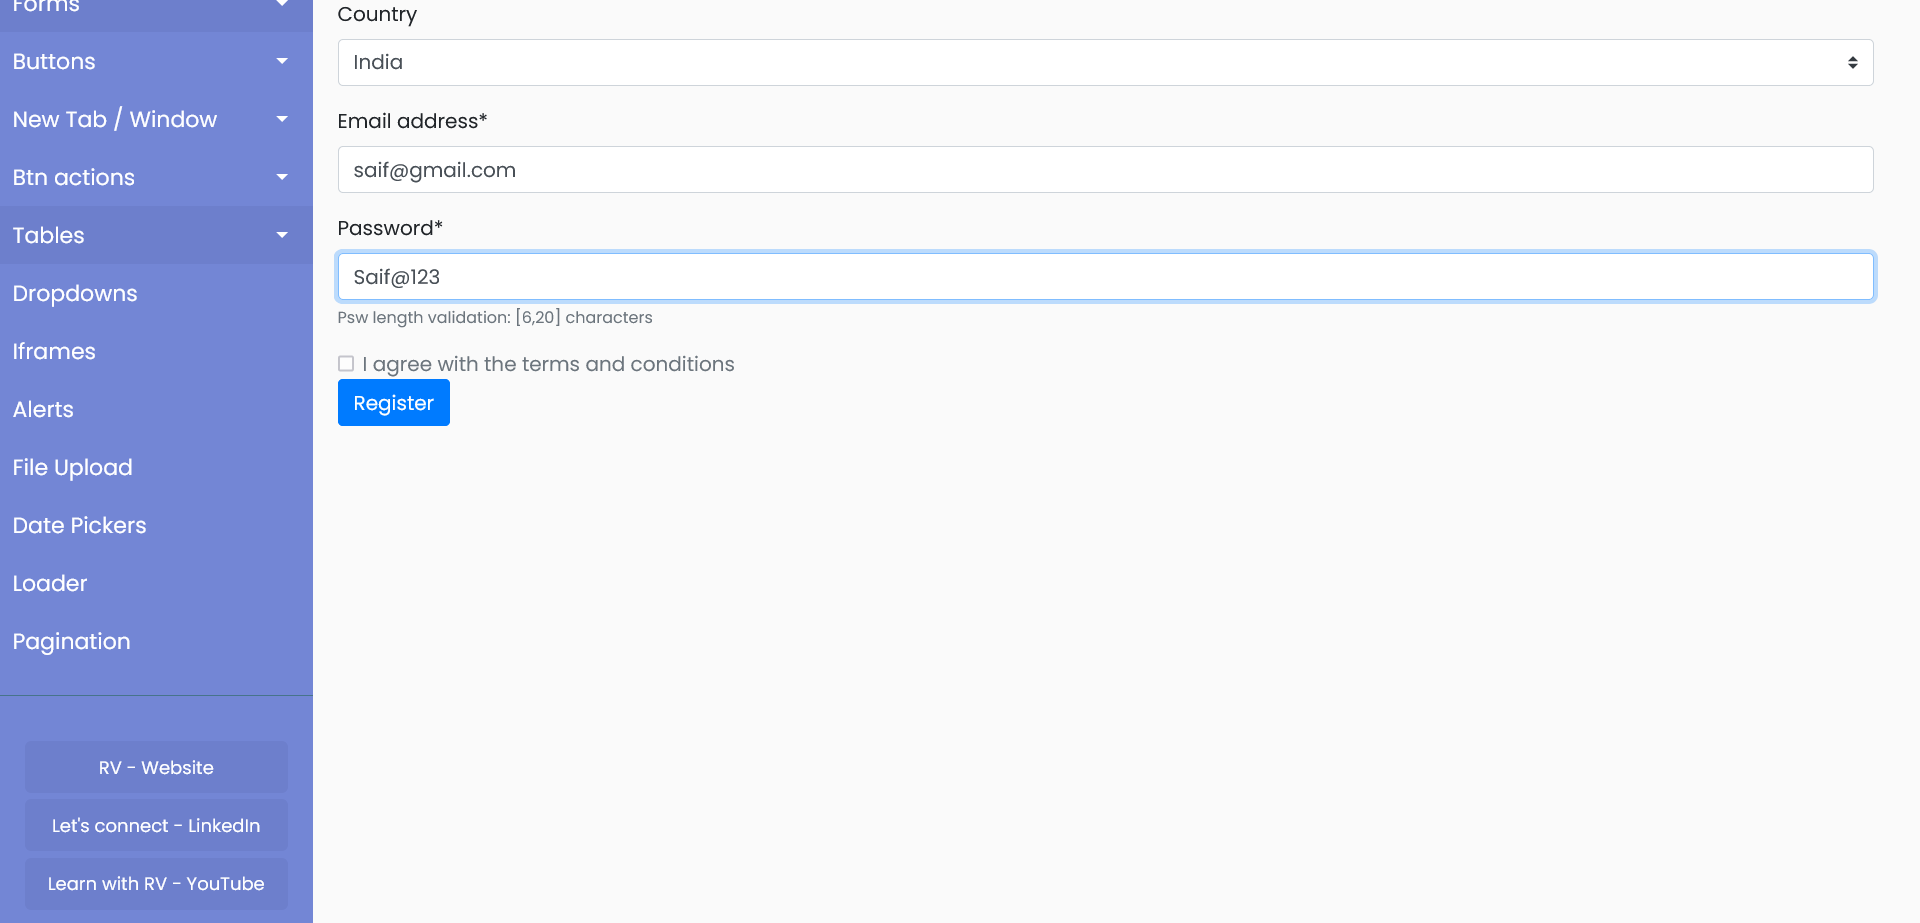 Forms
Buttons
New Tab / Window
Btn actions
Tables
Dropdowns
Iframes
Alerts
File Upload
Date Pickers
Loader
Pagination
RV - Website
Let's connect - LinkedIn
Learn with RV - YouTube
Country
India
Email address*
saif@gmail.com
Password*
Saif@123
Psw length validation: [6,20] characters
I agree with the terms and conditions
Register